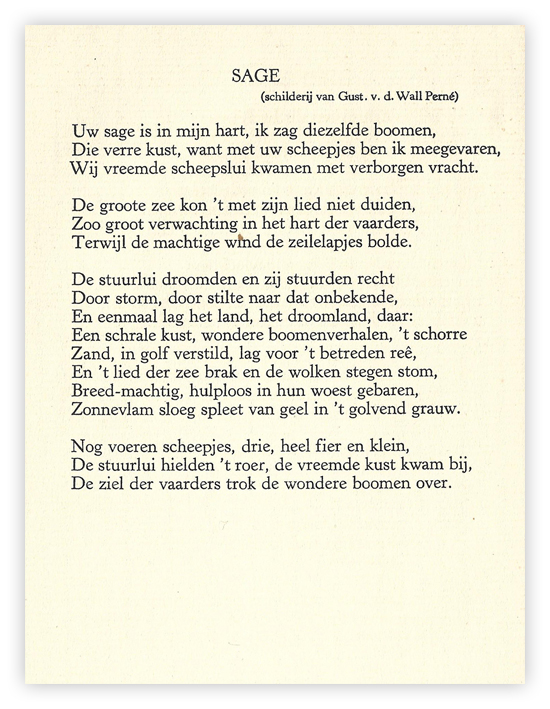 SAGE
(schilderij van Gust. v. d. Wall Perné)
Uw sage is in mijn hart, ik zag diezelfde boomen,
Die verre kust, want met uw scheepjes ben ik meegevaren,
Wij vreemde scheepslui kwamen met verborgen vracht.
De groote zee kon 't met zijn lied niet duiden,
Zoo groot verwachting in het hart der vaarders,
Terwijl de machtige wind de zeilelapjes bolde.
De stuurlui droomden en zij stuurden recht
Door storm, door stilte naar dat onbekende,
En eenmaal lag het land, het droomland, daar:
Een schrale kust, wondere boomenverhalen, 't schorre
Zand, in golf verstild, lag voor 't betreden reê,
En 't lied der zee brak en de wolken stegen stom,
Breed-machtig, hulploos in hun woest gebaren,
Zonnevlam sloeg spleet van geel in 't golvend grauw.
Nog voeren scheepjes, drie, heel fier en klein,
De stuurlui hielden 't roer, de vreemde kust kwam bij,
De ziel der vaarders trok de wondere boomen over.